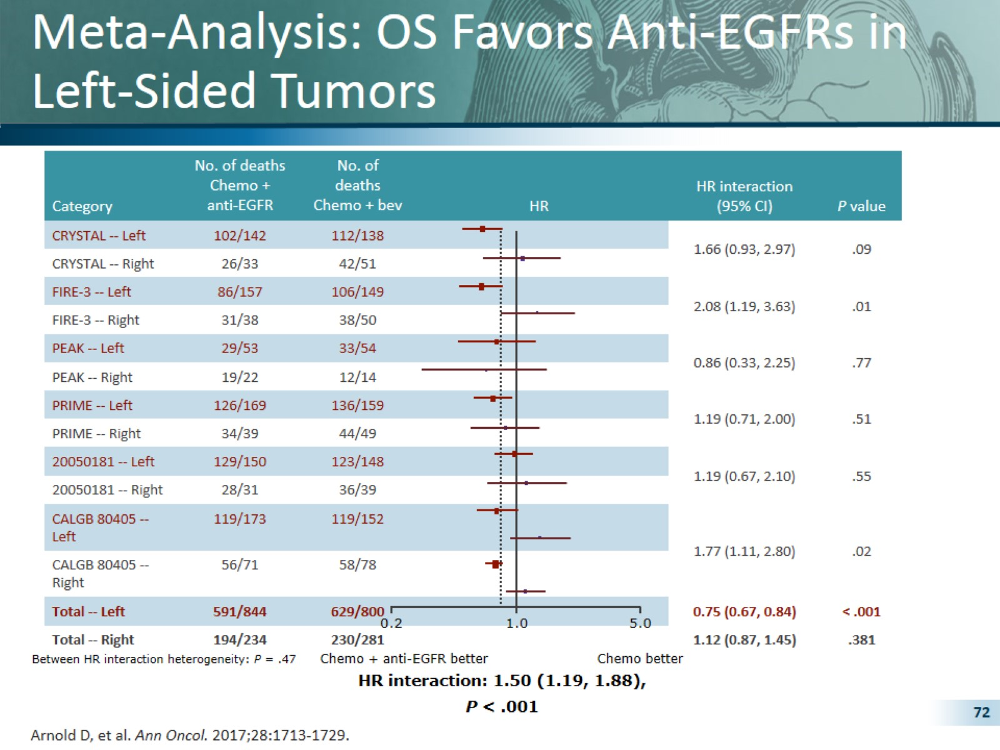 Meta-Analysis: OS Favors Anti-EGFRs in
Left-Sided Tumors
Category
No. of deaths
Chemo +
anti-EGFR
No. of
deaths
Chemo + bev
HR
HR interaction
(95% CI)
P value
CRYSTAL -- Left 102/142 112/138
1.66 (0.93, 2.97) .09
CRYSTAL -- Right 26/33 42/51
FIRE-3 -- Left 86/157 106/149
2.08 (1.19, 3.63) .01
FIRE-3 -- Right 31/38 38/50
PEAK -- Left 29/53 33/54
0.86 (0.33, 2.25) .77
PEAK -- Right 19/22 12/14
PRIME -- Left 126/169 136/159
1.19 (0.71, 2.00) .51
PRIME -- Right 34/39 44/49
20050181 -- Left 129/150 123/148
1.19 (0.67, 2.10) .55
20050181 -- Right 28/31 36/39
CALGB 80405 -- 119/173 119/152
Left
1.77 (1.11, 2.80) .02
CALGB 80405 -- 56/71 58/78
Right
Total -- Left 591/844 629/800 0.75 (0.67, 0.84) < .001
0.2 1.0 5.0
Total -- Right 194/234 230/281 1.12 (0.87, 1.45) .381
Between HR interaction heterogeneity: P = .47 Chemo + anti-EGFR better Chemo better
HR interaction: 1.50 (1.19, 1.88),
P < .001
72
Arnold D, et al. Ann Oncol. 2017;28:1713-1729.